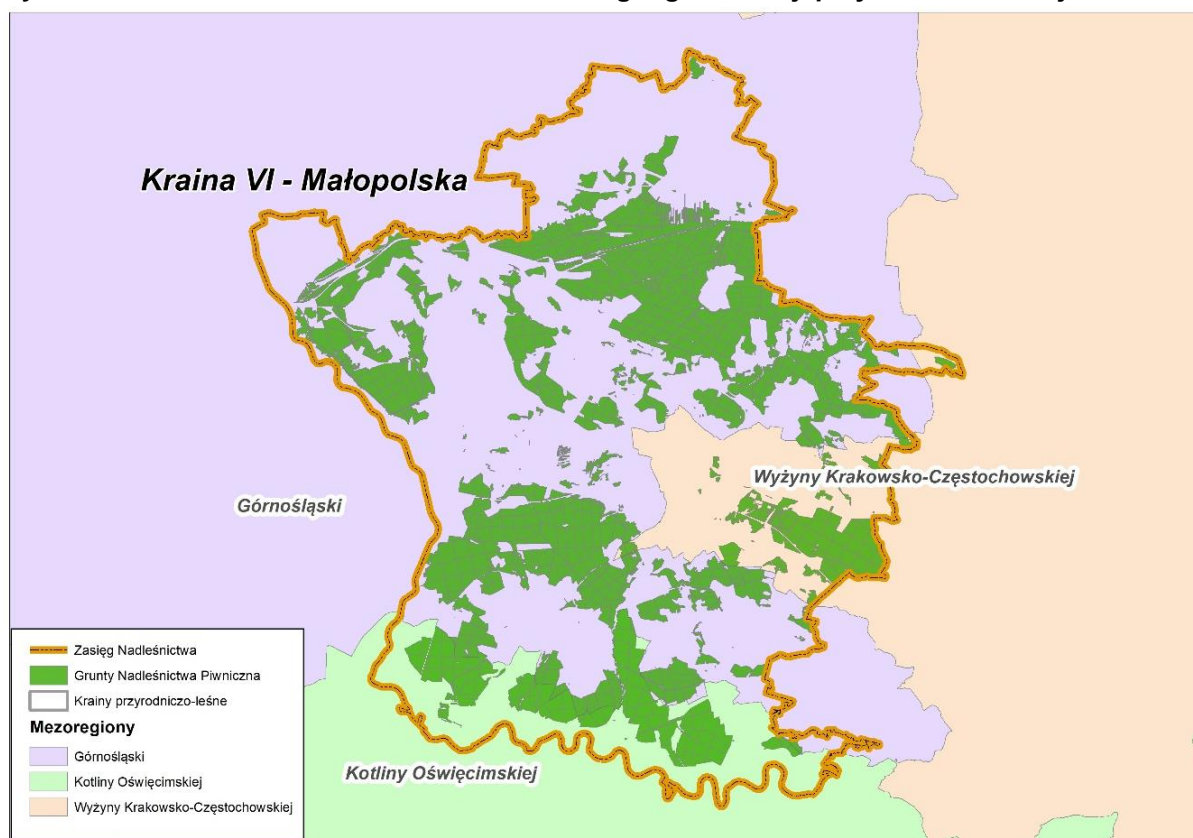 Kraina VI - Małopolska
Wyżyny Krakowsko-Częstochowskiej
Górnośląski
Kotliny Oświęcimskiej
Zasięg Nadleśnictwa
Grunty Nadleśnictwa Piwniczna
Krainy przyrodniczo-leśne
Mezoregiony
Górnośląski
Kotliny Oświęcimskiej
Wyżyny Krakowsko-Częstochowskiej